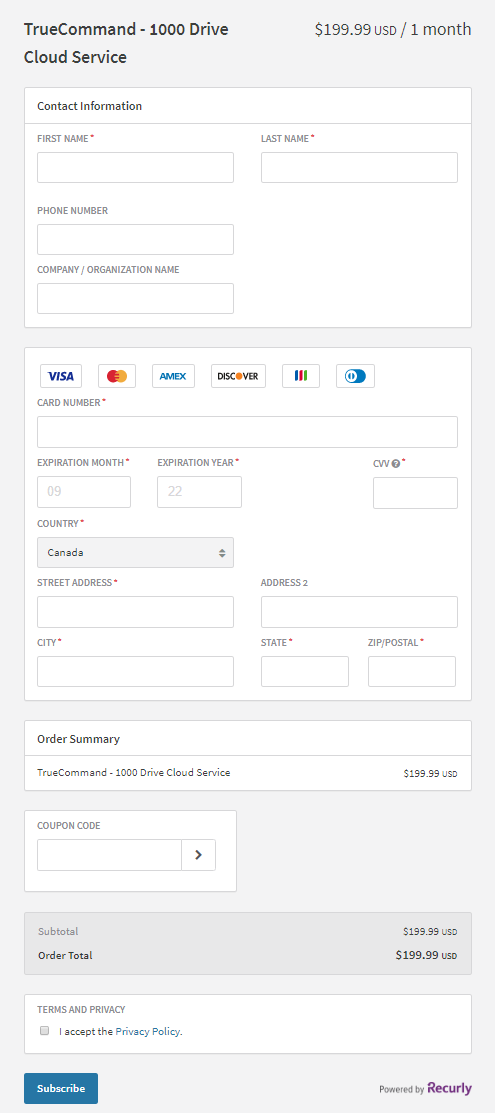 TrueCommand - 1000 Drive
Cloud Service
$199.99 USD / 1 month
Contact Information
FIRST NAME *
LAST NAME *
PHONE NUMBER
COMPANY / ORGANIZATION NAME
VISA
AMEX
DISCOVER
CARD NUMBER *
EXPIRATION MONTH *
EXPIRATION YEAR *
CVV ? *
09
22
COUNTRY *
Canada
STREET ADDRESS *
ADDRESS 2
CITY *
STATE *
ZIP/POSTAL *
Order Summary
TrueCommand - 1000 Drive Cloud Service
$199.99 USD
COUPON CODE
Subtotal
$199.99 USD
Order Total
$199.99 USD
TERMS AND PRIVACY
I accept the Privacy Policy.
Subscribe
Powered by Recurly